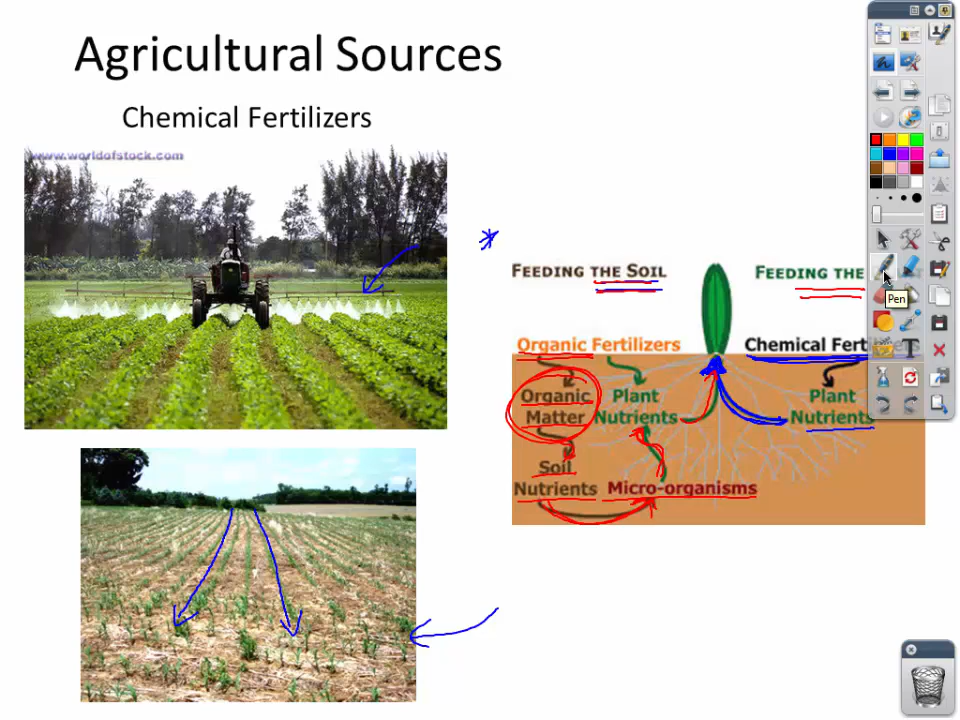 Agricultural Sources
Chemical Fertilizers
www.worldofstock.com
*
FEEDING THE SOIL
FEEDING THE
Organic Fertilizers
Chemical Fert
Organic
Matter
Plant
Nutrients
Plant
Nutrients
Soil
Nutrients
Micro-organisms
Pen
T